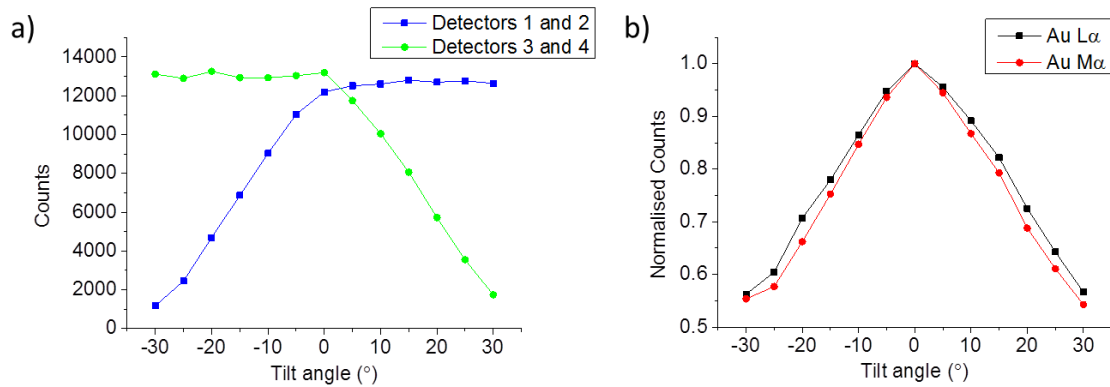 a)
Detectors 1 and 2
Detectors 3 and 4
14000
12000
10000
8000
6000
4000
2000
0
Counts
-30 -20 -10 0 10 20 30
Tilt angle (°)
b)
Au Lα
Au Mα
1.0
0.9
0.8
0.7
0.6
0.5
Normalised Counts
-30 -20 -10 0 10 20 30
Tilt angle (°)